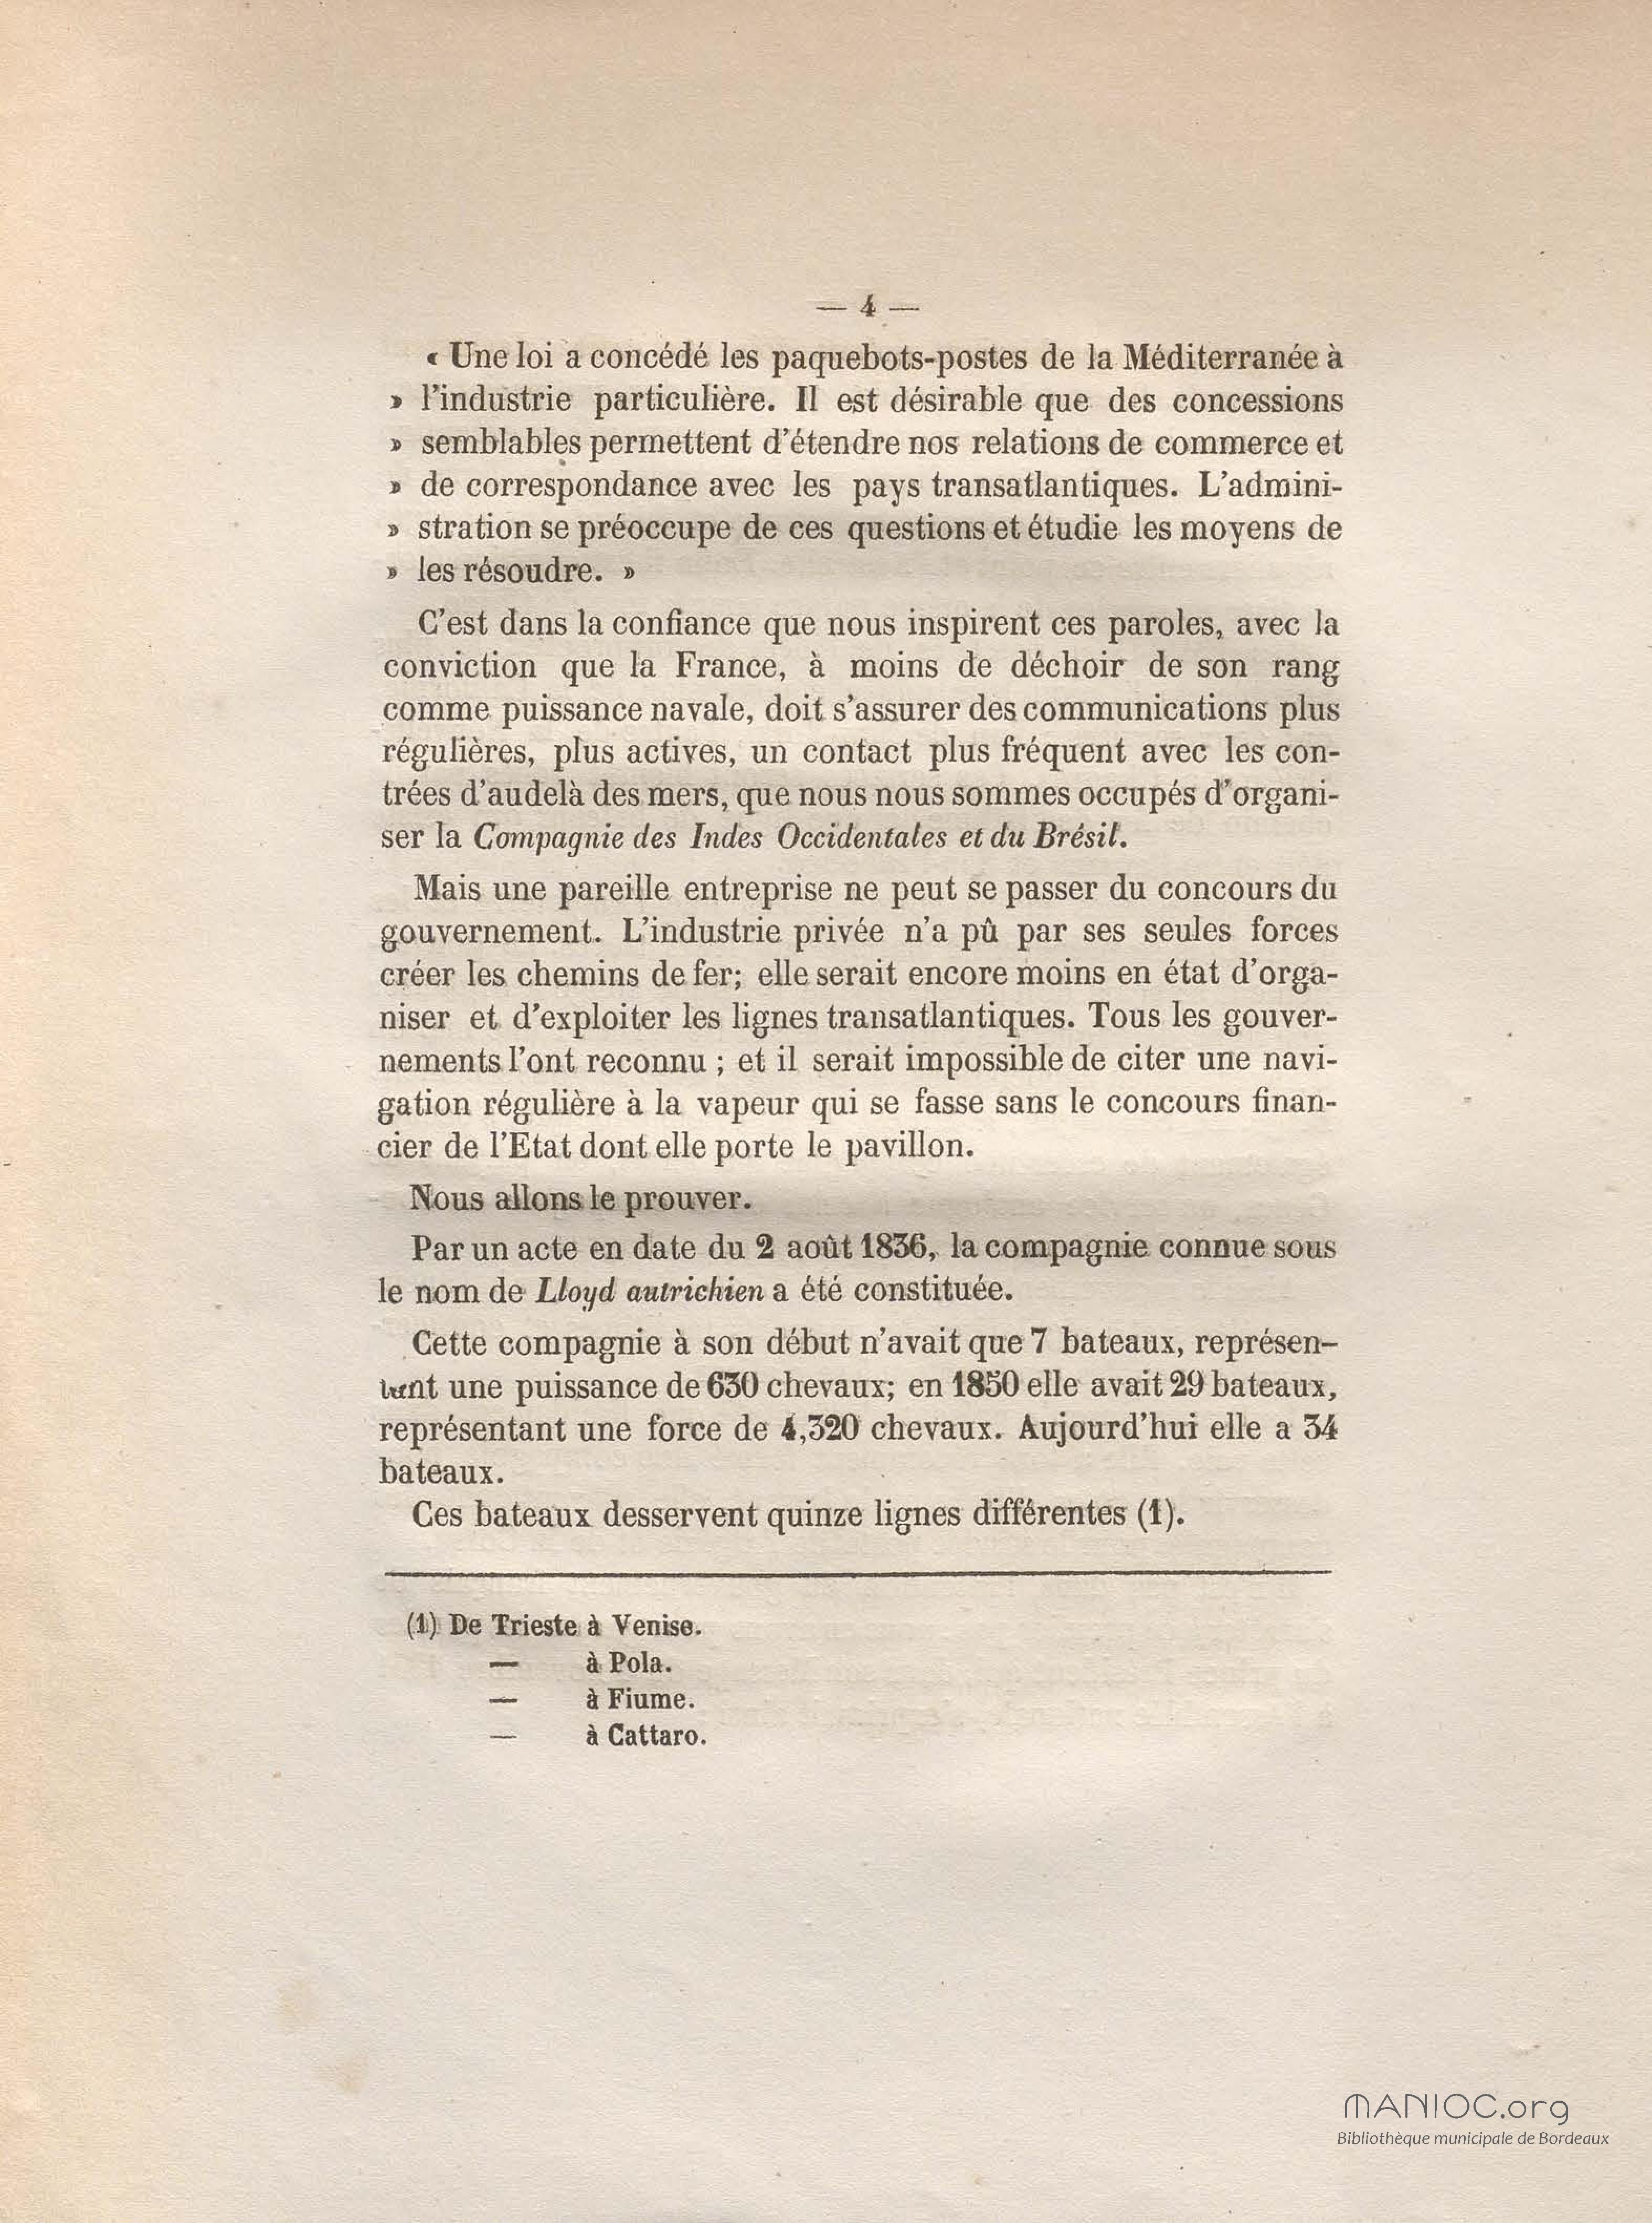 — 4 —
« Une loi a concédé les paquebots-postes de la Méditerranée à
» l'industrie particulière. Il est désirable que des concessions
» semblables permettent d'étendre nos relations de commerce et
» de correspondance avec les pays transatlantiques. L'admini-
» stration se préoccupe de ces questions et étudie les moyens de
» les résoudre. »
C'est dans la confiance que nous inspirent ces paroles, avec la
conviction que la France, à moins de déchoir de son rang
comme puissance navale, doit s'assurer des communications plus
régulières, plus actives, un contact plus fréquent avec les con-
trées d'audelà des mers, que nous nous sommes occupés d'organi-
ser la Compagnie des Indes Occidentales et du Brésil.
Mais une pareille entreprise ne peut se passer du concours du
gouvernement. L'industrie privée n'a pû par ses seules forces
créer les chemins de fer; elle serait encore moins en état d'orga-
niser et d'exploiter les lignes transatlantiques. Tous les gouver-
nements l'ont reconnu ; et il serait impossible de citer une navi-
gation régulière à la vapeur qui se fasse sans le concours finan-
cier de l'Etat dont elle porte le pavillon.
Nous allons le prouver.
Par un acte en date du 2 août 1836, la compagnie connue sous
le nom de Lloyd autrichien a été constituée.
Cette compagnie à son début n'avait que 7 bateaux, représen-
tant une puissance de 630 chevaux; en 1850 elle avait 29 bateaux,
représentant une force de 4,320 chevaux. Aujourd'hui elle a 34
bateaux.
Ces bateaux desservent quinze lignes différentes (1).
(1) De Trieste à Venise.
— à Pola.
— à Fiume.
— à Cattaro.
MANIOC.org
Bibliothèque municipale de Bordeaux